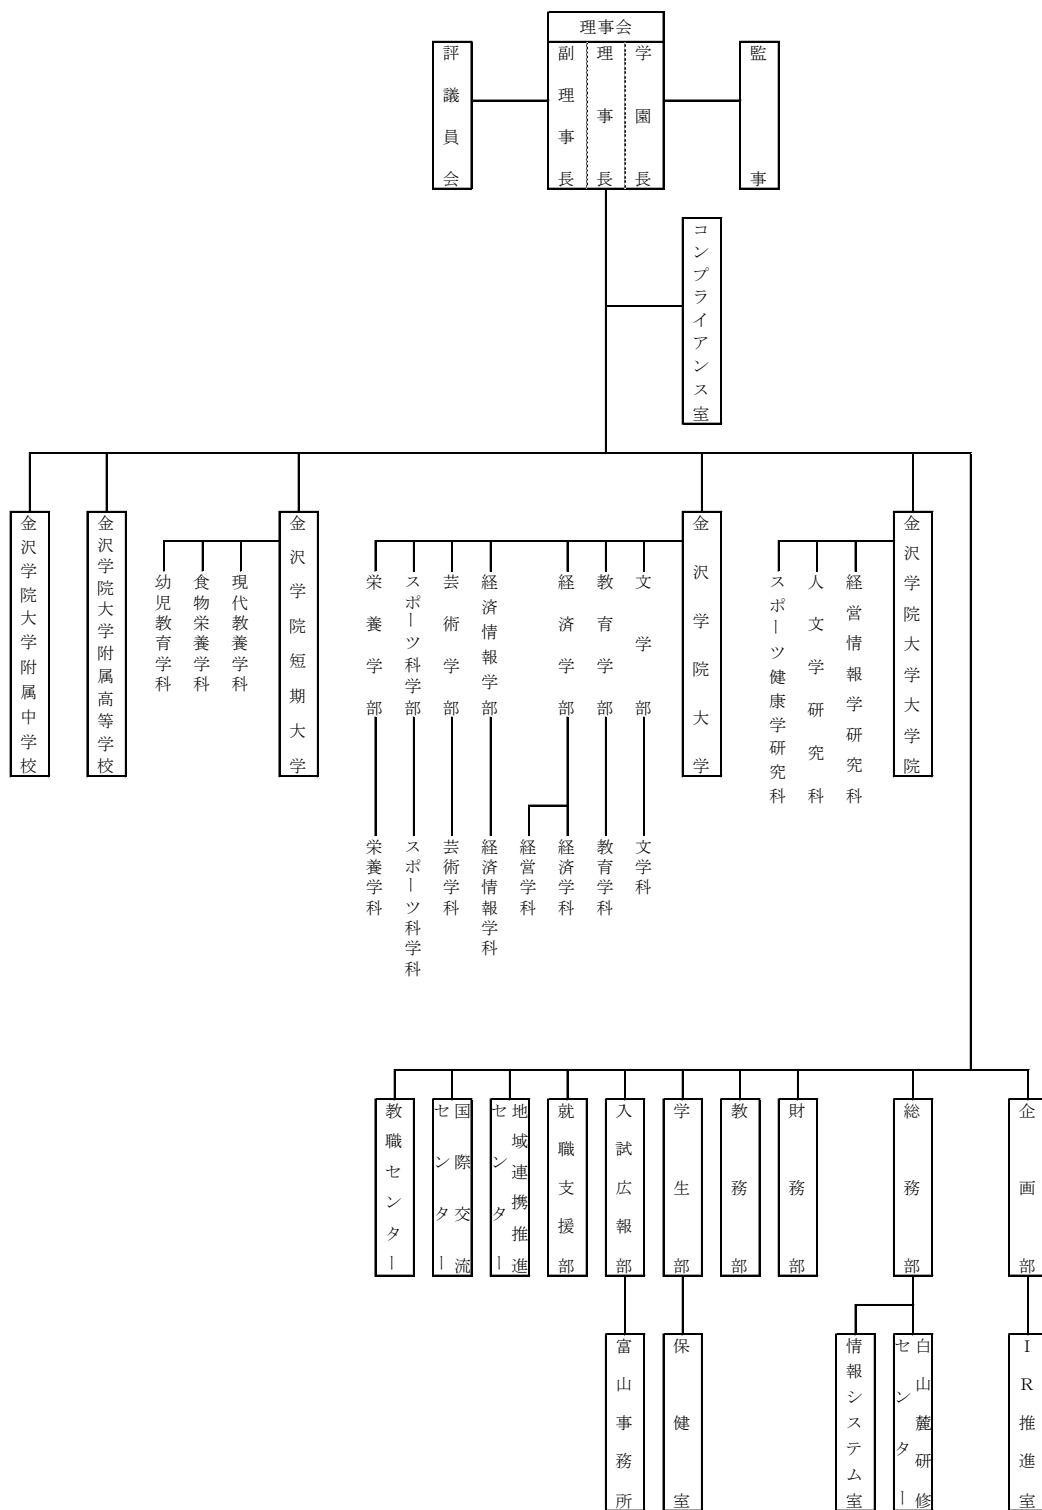 理事会
学園長
理事長
副理事長
評議員会
監事
コンプライアンス室
金沢学院大学大学院
経営情報学研究科
人文学研究科
スポーツ健康学研究科
金沢学院大学
文学部
教育学部
経済学部
経済情報学部
芸術学部
スポーツ科学部
栄養学部
文学科
教育学科
経済学科
経営学科
経済情報学科
芸術学科
スポーツ科学科
栄養学科
金沢学院短期大学
現代教養学科
食物栄養学科
幼児教育学科
金沢学院大学附属高等学校
金沢学院大学附属中学校
企画部
総務部
財務部
教務部
学生部
入試広報部
就職支援部
地域連携推進
センター
国際交流
センター
教職センター
IR推進室
白山麓研修
センター
情報システム室
保健室
富山事務所